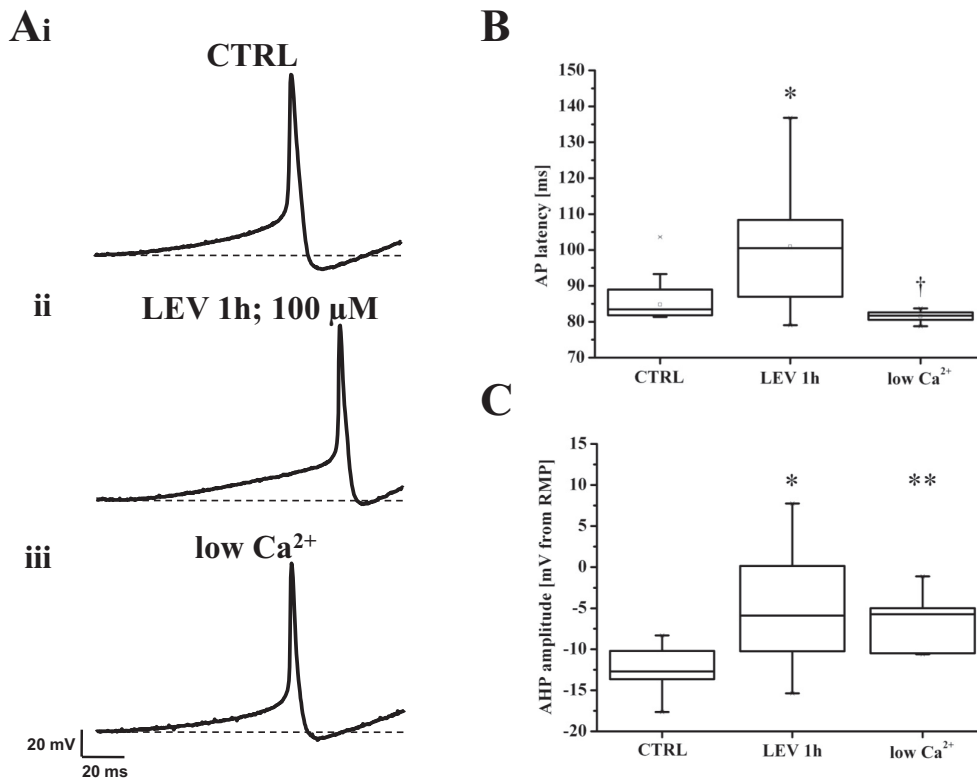 Ai
CTRL
ii
LEV 1h; 100 µM
iii
low Ca²⁺
20 mV
20 ms
B
AP latency [ms]
150
140
130
120
110
100
90
80
70
*
†
CTRL
LEV 1h
low Ca²⁺
C
AHP amplitude [mV from RMP]
15
10
5
0
-5
-10
-15
-20
*
**
CTRL
LEV 1h
low Ca²⁺